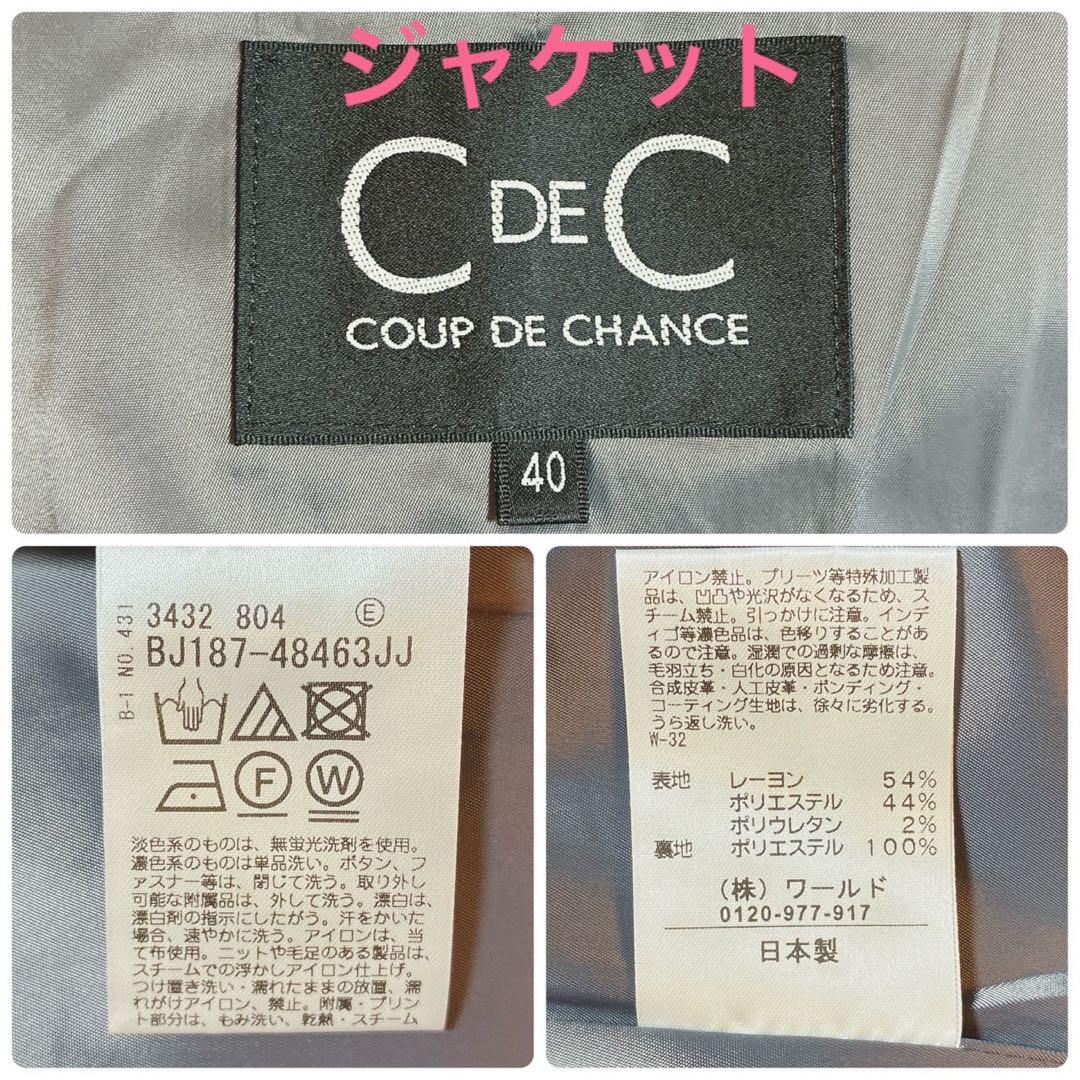 ジャケット
C DE C
COUP DE CHANCE
40
B-1 NO.431
3432 804 E
BJ187-48463JJ
F W
淡色系のものは、無蛍光洗剤を使用。
濃色系のものは単品洗い。ボタン、フ
ァスナー等は、閉じて洗う。取り外し
可能な附属品は、外して洗う。漂白は、
漂白剤の指示にしたがう。汗をかいた
場合、速やかに洗う。アイロンは、当
て布使用。ニットや毛足のある製品は、
スチームでの浮かしアイロン仕上げ。
つけ置き洗い・濡れたままの放置、濡
れがけアイロン、禁止。附属・プリン
ト部分は、もみ洗い、乾熱・スチーム
アイロン禁止。プリーツ等特殊加工製
品は、凹凸や光沢がなくなるため、ス
チーム禁止。引っかけに注意。インデ
ィゴ等濃色品は、色移りすることがあ
るので注意。湿潤での過剰な摩擦は、
毛羽立ち・白化の原因となるため注意。
合成皮革・人工皮革・ボンディング・
コーティング生地は、徐々に劣化する。
うら返し洗い。
W-32
表地 レーヨン 54%
ポリエステル 44%
ポリウレタン 2%
裏地 ポリエステル 100%
(株) ワールド
0120-977-917
日本製